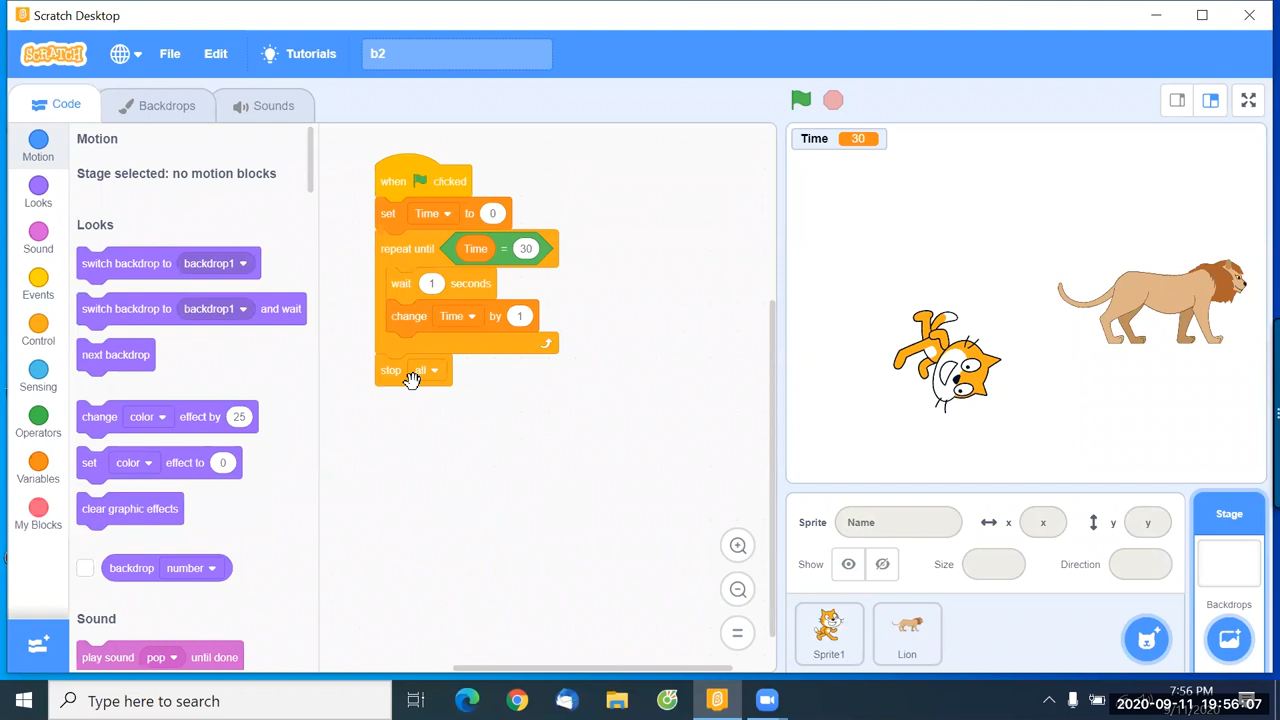 Scratch Desktop
SCRATCH
File
Edit
Tutorials
b2
Code
Backdrops
Sounds
Motion
Looks
Sound
Events
Control
Sensing
Operators
Variables
My Blocks
Motion
Stage selected: no motion blocks
Looks
switch backdrop to backdrop1
switch backdrop to backdrop1 and wait
next backdrop
change color effect by 25
set color effect to 0
clear graphic effects
backdrop number
Sound
play sound pop until done
when clicked
set Time to 0
repeat until Time = 30
wait 1 seconds
change Time by 1
stop all
Time 30
Sprite Name x x y y
Show Size Direction
Sprite1
Lion
Stage
Backdrops
Type here to search
7:56 PM
2020-09-11 19:56:07